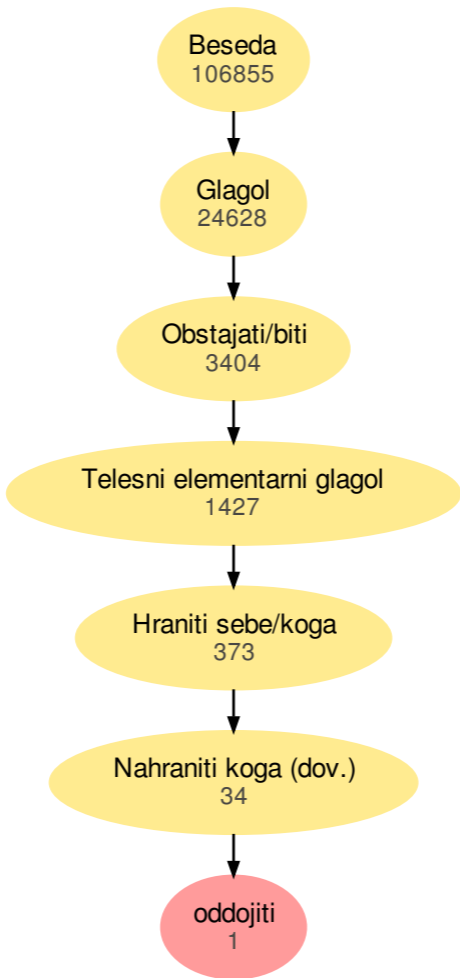 Beseda
106855
Glagol
24628
Obstajati/biti
3404
Telesni elementarni glagol
1427
Hraniti sebe/koga
373
Nahraniti koga (dov.)
34
oddojiti
1